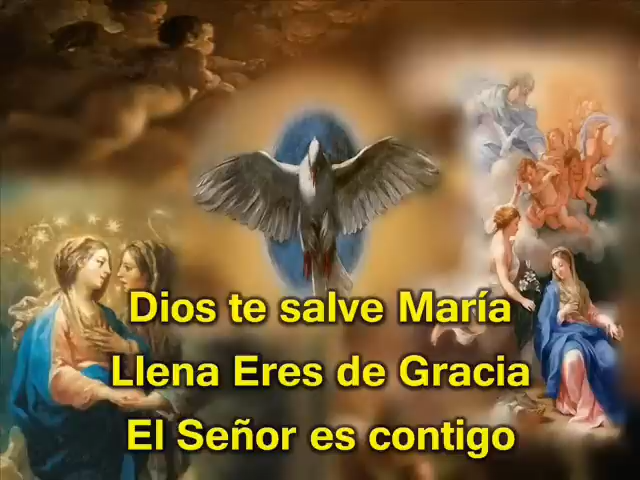 Dios te salve María
Llena Eres de Gracia
El Señor es contigo